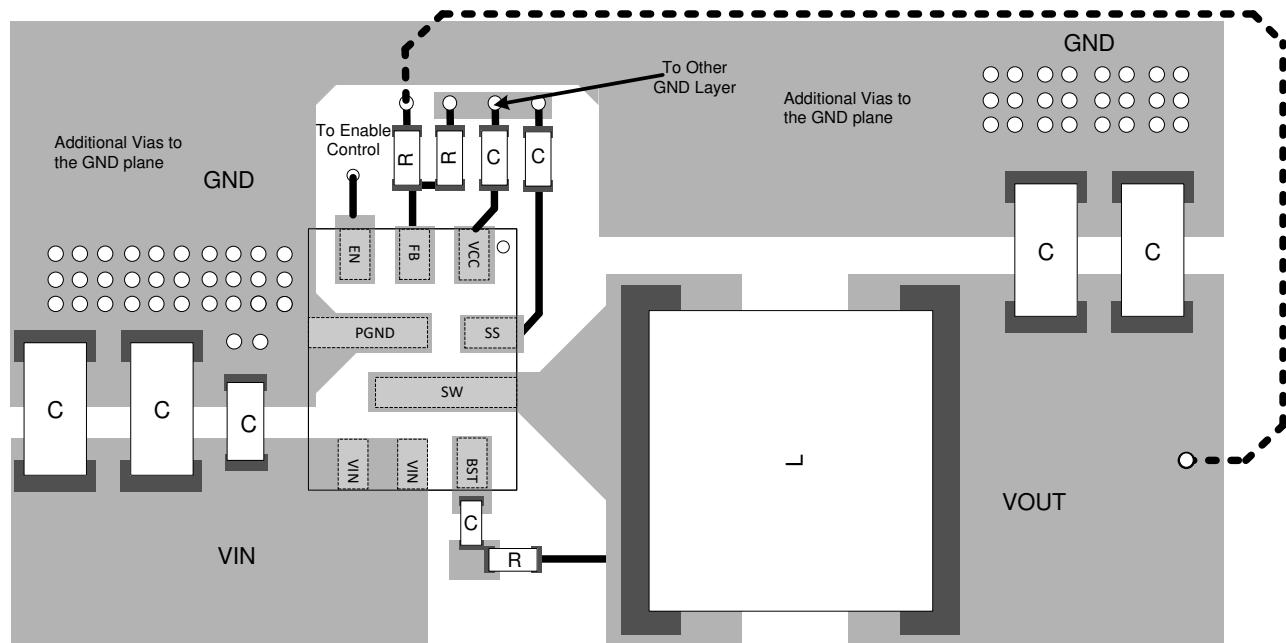 GND
To Other
GND Layer
Additional Vias to
the GND plane
To Enable
Control
Additional Vias to
the GND plane
R
R
C
C
GND
C
C
EN
FB
VCC
PGND
SS
SW
C
C
C
VIN
VIN
BST
L
VOUT
C
VIN
R